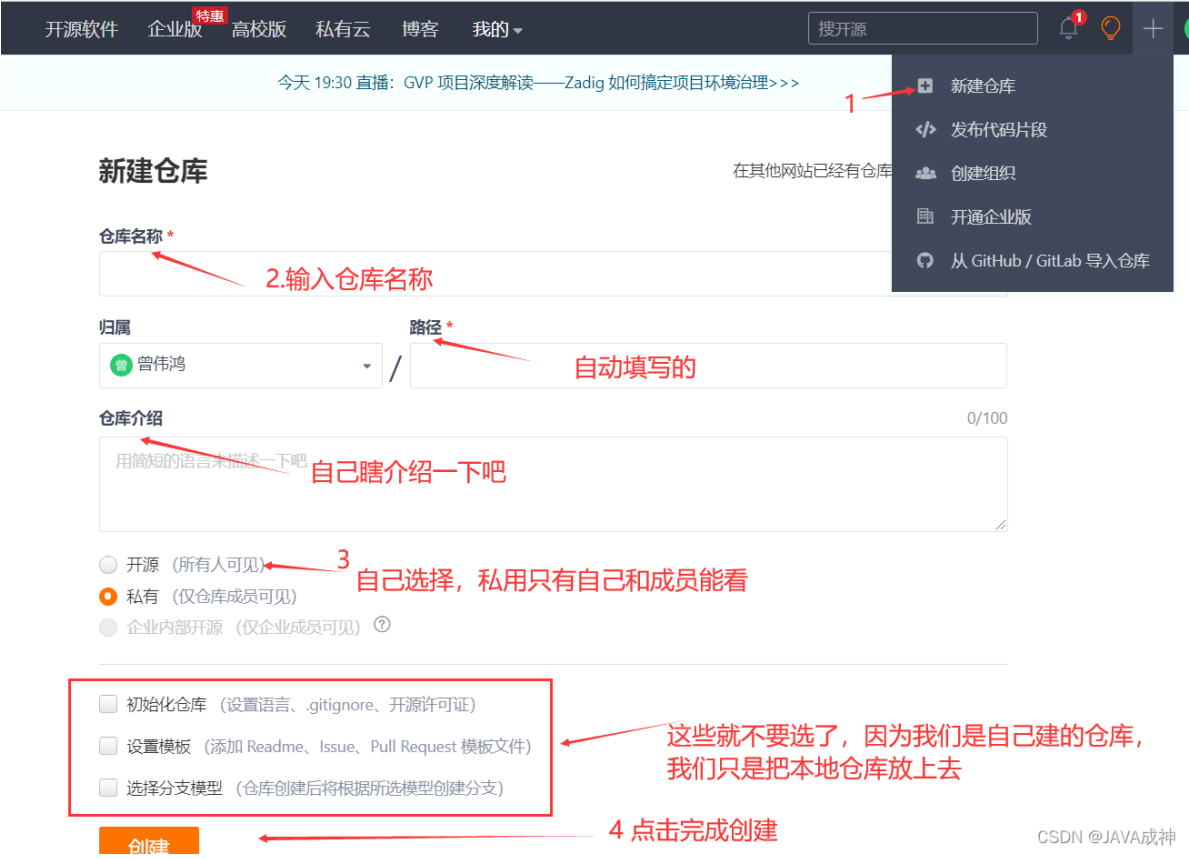 开源软件 企业版 特惠 高校版 私有云 博客 我的 搜开源 1
今天 19:30 直播：GVP 项目深度解读——Zadig 如何搞定项目环境治理>>>
1
新建仓库
发布代码片段
创建组织
开通企业版
从 GitHub / GitLab 导入仓库
新建仓库
在其他网站已经有仓库
仓库名称 *
2.输入仓库名称
归属
路径 *
曾 曾伟鸿 / 自动填写的
仓库介绍
0/100
用简短的语言来描述一下吧
自己瞎介绍一下吧
开源 (所有人可见)
3
自己选择，私用只有自己和成员能看
私有 (仅仓库成员可见)
企业内部开源 (仅企业成员可见) ?
初始化仓库 (设置语言、.gitignore、开源许可证)
设置模板 (添加 Readme、Issue、Pull Request 模板文件)
选择分支模型 (仓库创建后将根据所选模型创建分支)
这些就不要选了，因为我们是自己建的仓库，
我们只是把本地仓库放上去
创建
4 点击完成创建
CSDN @JAVA成神